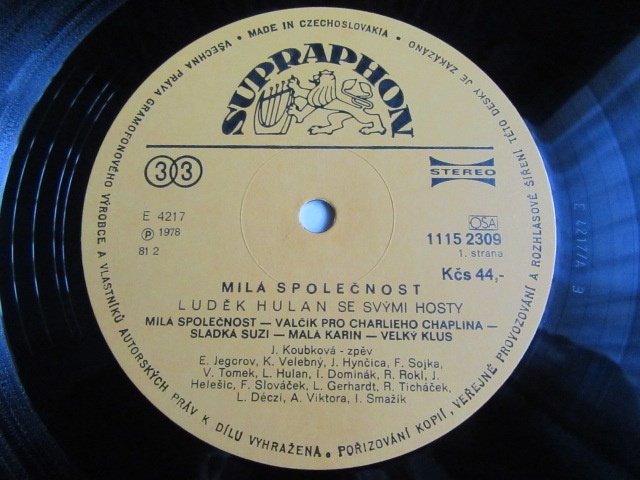 VŠECHNA PRÁVA GRAMOFONOVÉHO VÝROBCE A VLASTNÍKŮ AUTORSKÝCH PRÁV K DÍLU VYHRAŽENA. POŘIZOVÁNÍ KOPIÍ, VEŘEJNÉ PROVOZOVÁNÍ A ROZHLASOVÉ ŠÍŘENÍ TÉTO DESKY JE ZAKÁZÁNO • MADE IN CZECHOSLOVAKIA •
SUPRAPHON
33
STEREO
E 4217
OSA
Ⓟ 1978
1115 2309
81 2
1. strana
Kčs 44,-
MILÁ SPOLEČNOST
LUDĚK HULAN SE SVÝMI HOSTY
MILÁ SPOLEČNOST — VALČÍK PRO CHARLIEHO CHAPLINA —
SLADKÁ SUZI — MALÁ KARIN — VELKÝ KLUS
J. Koubková - zpěv
E. Jegorov, K. Velebný, J. Hynčica, F. Sojka,
V. Tomek, L. Hulan, I. Dominák, R. Rokl, J.
Helešic, F. Slováček, L. Gerhardt, R. Ticháček,
L. Déczi, A. Viktora, I. Smažík
E 4217/A